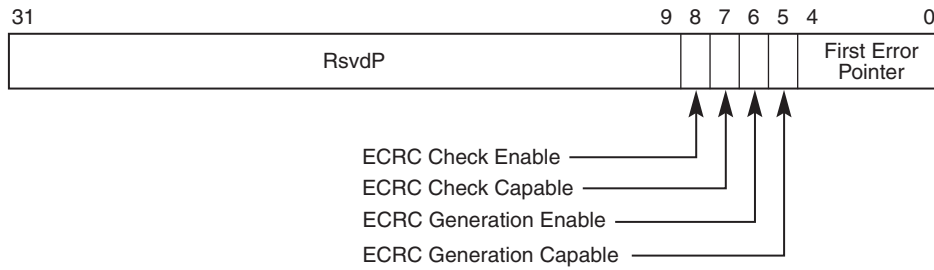 31 9 8 7 6 5 4 0
RsvdP
First Error
Pointer
ECRC Check Enable
ECRC Check Capable
ECRC Generation Enable
ECRC Generation Capable